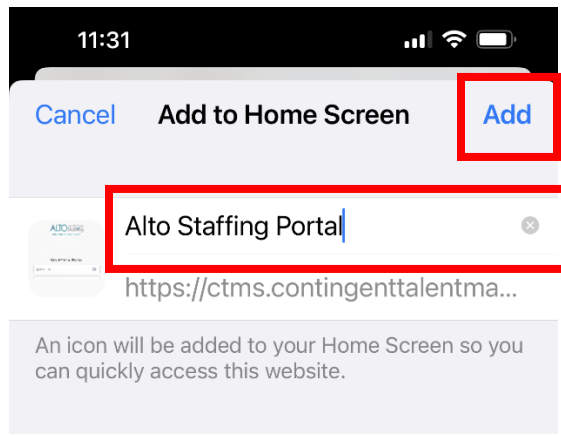 11:31
Cancel Add to Home Screen Add
ALTO
Alto Staffing Portal
https://ctms.contingenttalentma...
An icon will be added to your Home Screen so you
can quickly access this website.